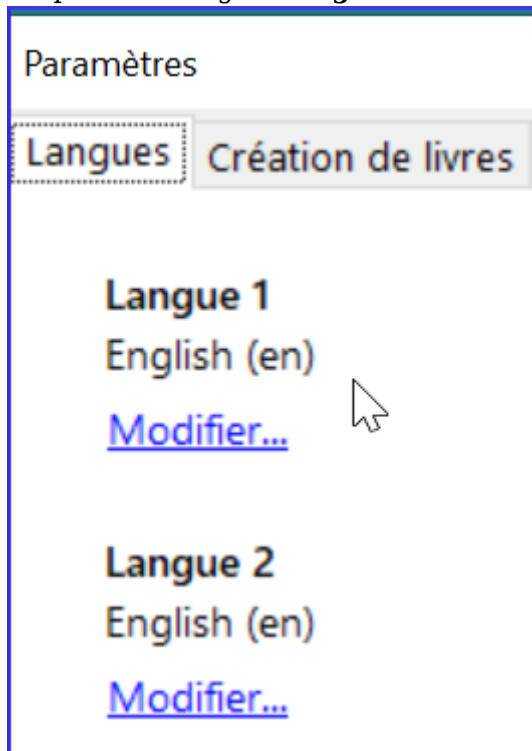 Paramètres
Langues Création de livres
Langue 1
English (en)
Modifier...
Langue 2
English (en)
Modifier...